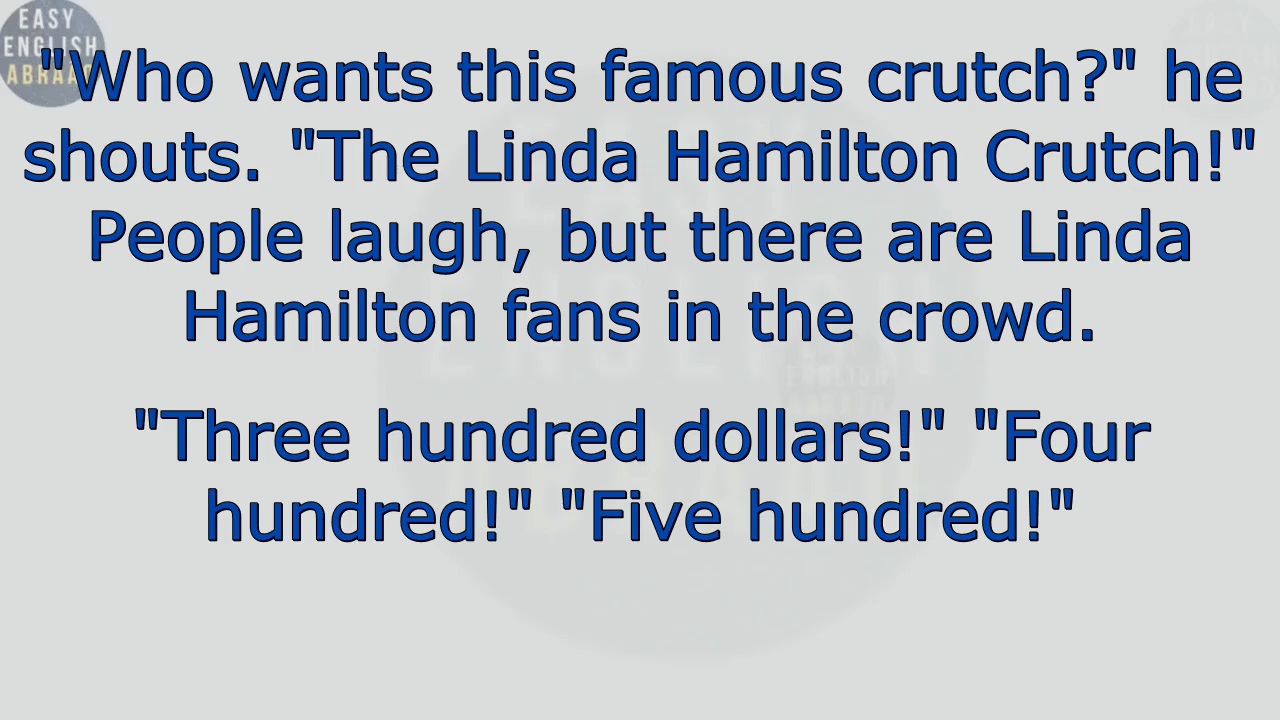 EASY
ENGLISH
ABRAAO
"Who wants this famous crutch?" he
shouts. "The Linda Hamilton Crutch!"
People laugh, but there are Linda
Hamilton fans in the crowd.
"Three hundred dollars!" "Four
hundred!" "Five hundred!"